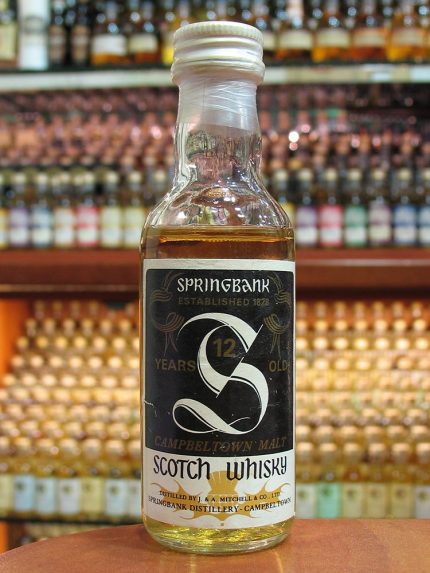 SPRINGBANK
ESTABLISHED 1828
12
YEARS OLD
S
CAMPBELTOWN MALT
SCOTCH WHISKY
DISTILLED BY J. & A. MITCHELL & CO., LTD.
SPRINGBANK DISTILLERY - CAMPBELTOWN